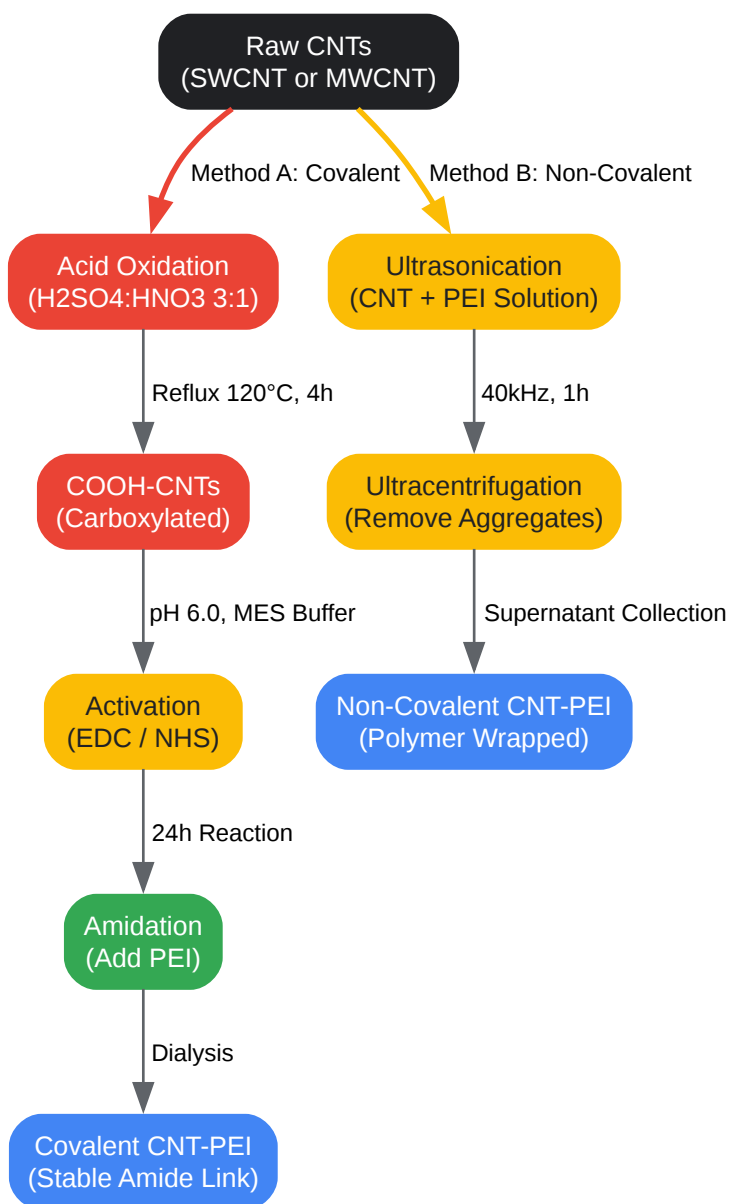 Raw CNTs
(SWCNT or MWCNT)
Method A: Covalent
Method B: Non-Covalent
Acid Oxidation
(H2SO4:HNO3 3:1)
Ultrasonication
(CNT + PEI Solution)
Reflux 120°C, 4h
40kHz, 1h
COOH-CNTs
(Carboxylated)
Ultracentrifugation
(Remove Aggregates)
pH 6.0, MES Buffer
Supernatant Collection
Activation
(EDC / NHS)
Non-Covalent CNT-PEI
(Polymer Wrapped)
24h Reaction
Amidation
(Add PEI)
Dialysis
Covalent CNT-PEI
(Stable Amide Link)